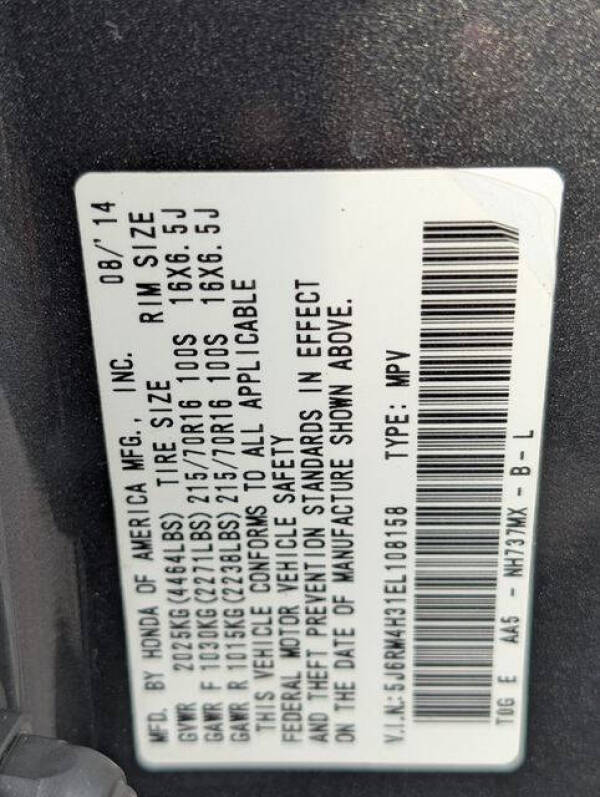 MFD. BY HONDA OF AMERICA MFG., INC. 08/'14
GVWR 2025KG(4464LBS) TIRE SIZE RIM SIZE
GAWR F 1030KG(2271LBS) 215/70R16 100S 16X6.5J
GAWR R 1015KG(2238LBS) 215/70R16 100S 16X6.5J
THIS VEHICLE CONFORMS TO ALL APPLICABLE
FEDERAL MOTOR VEHICLE SAFETY
AND THEFT PREVENTION STANDARDS IN EFFECT
ON THE DATE OF MANUFACTURE SHOWN ABOVE.
V.I.N.: 5J6RM4H31EL108158 TYPE: MPV
T0G E AA5 - NH737MX - B - L